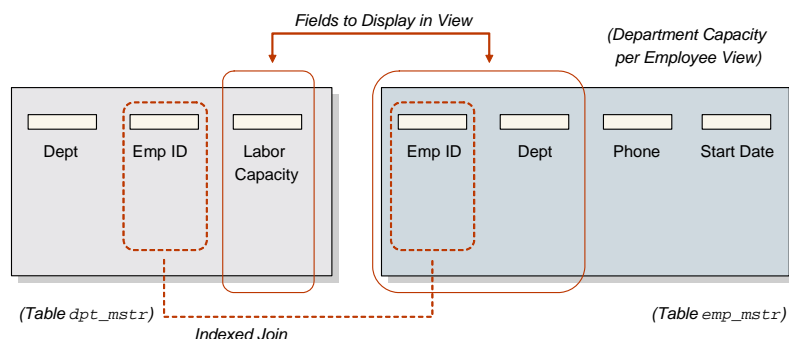 Fields to Display in View
(Department Capacity
per Employee View)
Dept
Emp ID
Labor
Capacity
Emp ID
Dept
Phone
Start Date
(Table dpt_mstr)
(Table emp_mstr)
Indexed Join